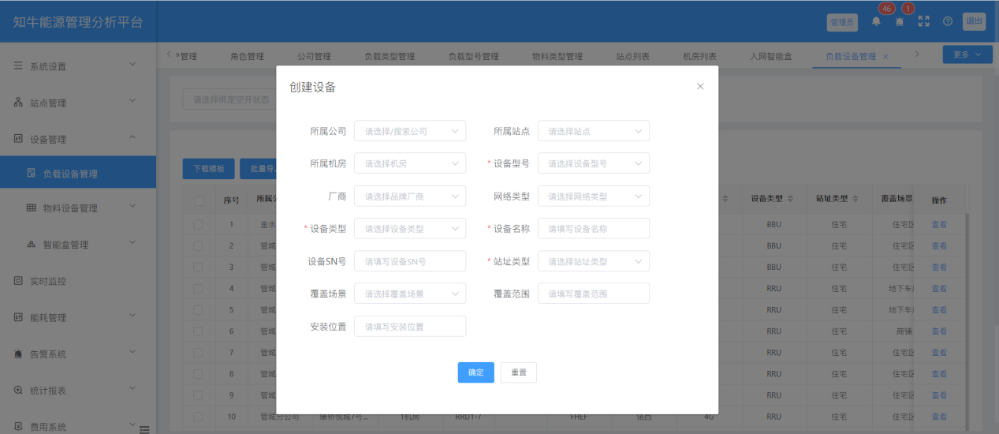 知牛能源管理分析平台
管理员 46 1 退出
系统设置
站点管理
设备管理
负载设备管理
物料设备管理
智能盒管理
实时监控
能耗管理
告警系统
统计报表
费用系统
管理 角色管理 公司管理 负载类型管理 负载型号管理 物料类型管理 站点列表 机房列表 入网智能盒 负载设备管理 × 更多
请选择绑定空开状态
下载模板 批量导
创建设备
所属公司 请选择/搜索公司 所属站点 请选择站点
所属机房 请选择机房 * 设备型号 请选择设备型号
厂商 请选择品牌厂商 网络类型 请选择网络类型
* 设备类型 请选择设备类型 * 设备名称 请填写设备名称
设备SN号 请填写设备SN号 * 站址类型 请选择站址类型
覆盖场景 请选择覆盖场景 覆盖范围 请填写覆盖范围
安装位置 请填写安装位置
确定 重置
序号 所属 设备类型 站址类型 覆盖场景 操作
1 金水 BBU 住宅 住宅区 查看
2 管城 BBU 住宅 住宅区 查看
3 管城 BBU 住宅 住宅区 查看
4 管城 RRU 住宅 地下车 查看
5 管城 RRU 住宅 地下车 查看
6 管城 RRU 住宅 商铺 查看
7 管城 RRU 住宅 住宅区 查看
8 管城 RRU 住宅 住宅区 查看
9 管城 RRU 住宅 住宅区 查看
10 管城分公司 康桥悦城7号... 1机房 RRU1-7 FHEF 诺西 4G RRU 住宅 住宅区 查看